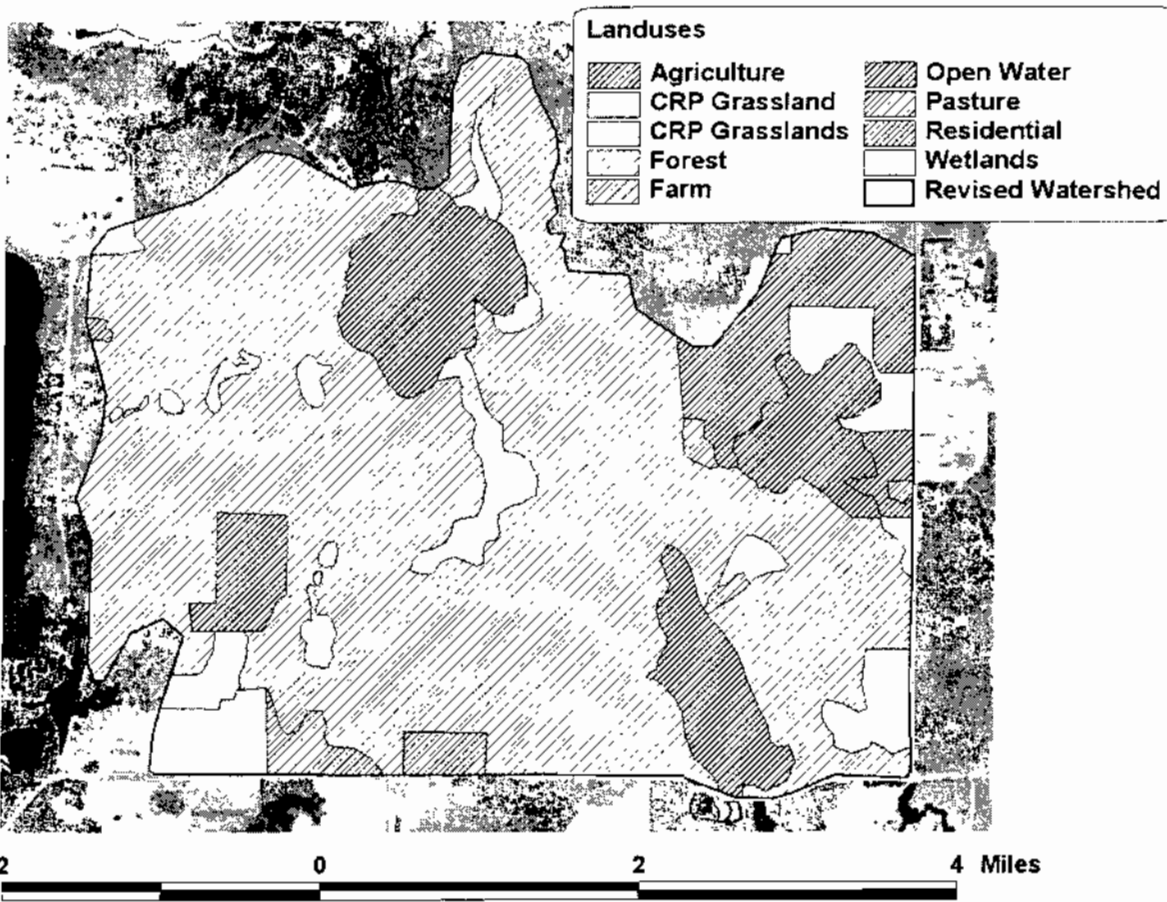 Landuses
Agriculture
CRP Grassland
CRP Grasslands
Forest
Farm
Open Water
Pasture
Residential
Wetlands
Revised Watershed
2 0 2 4 Miles